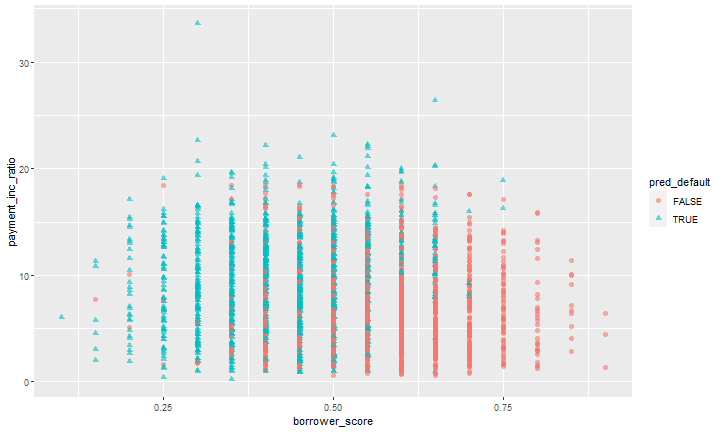 30
20
10
0
payment_inc_ratio
0.25
0.50
0.75
borrower_score
pred_default
FALSE
TRUE